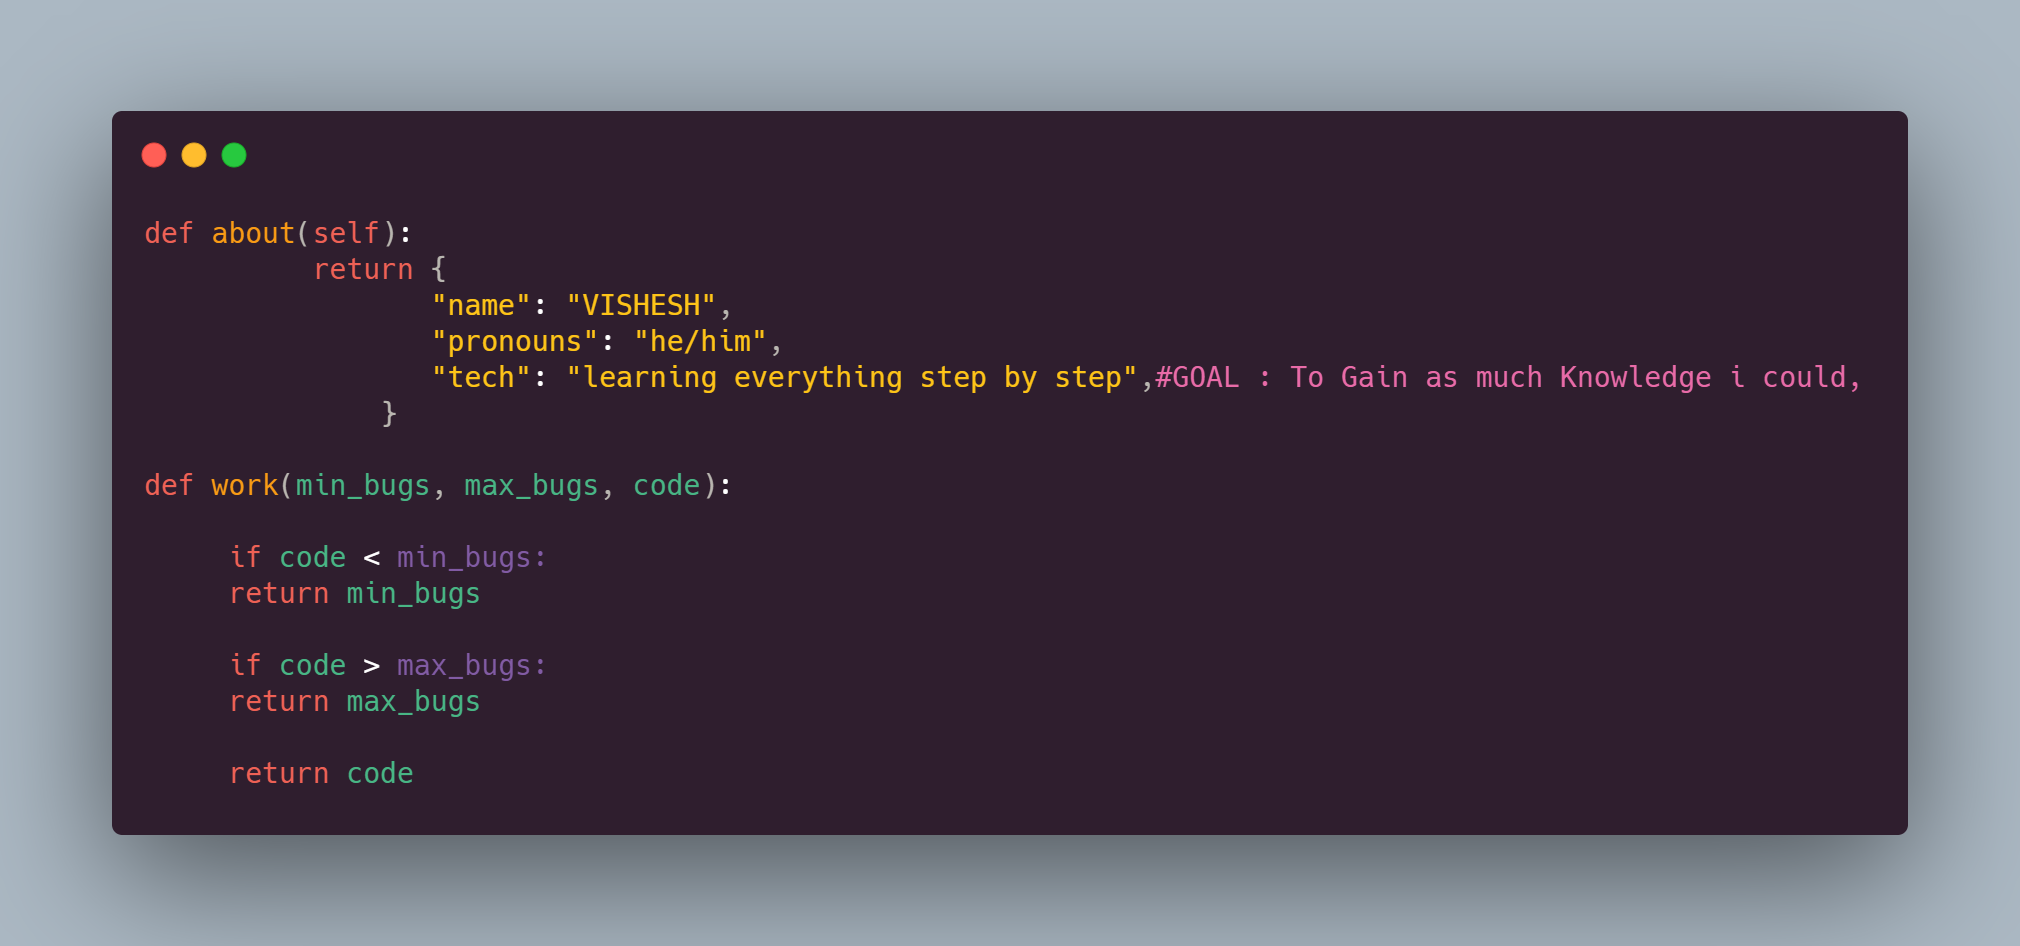 def about(self):
          return {
                 "name": "VISHESH",
                 "pronouns": "he/him",
                 "tech": "learning everything step by step",#GOAL : To Gain as much Knowledge i could,
              }
def work(min_bugs, max_bugs, code):
     if code < min_bugs:
     return min_bugs
     if code > max_bugs:
     return max_bugs
     return code